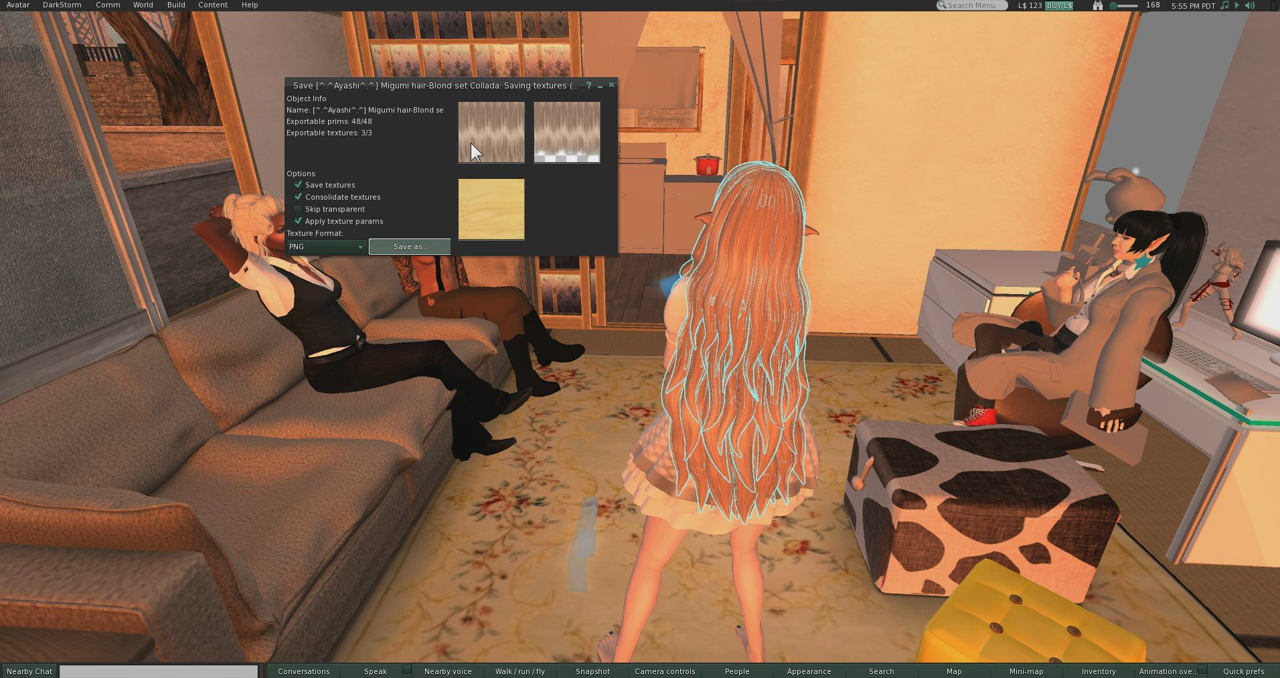 Avatar DarkStorm Comm World Build Content Help Search Menu L$ 123 BUY L$ 168 5:55 PM PDT
Save [^.^Ayashi^.^] Migumi hair-Blond set Collada: Saving textures (... ?
Object Info
Name: [^.^Ayashi^.^] Migumi hair-Blond se
Exportable prims: 48/48
Exportable textures: 3/3
Options:
Save textures
Consolidate textures
Skip transparent
Apply texture params
Texture Format:
PNG Save as...
Nearby Chat Conversations Speak Nearby voice Walk / run / fly Snapshot Camera controls People Appearance Search Map Mini-map Inventory Animation ove... Quick prefs